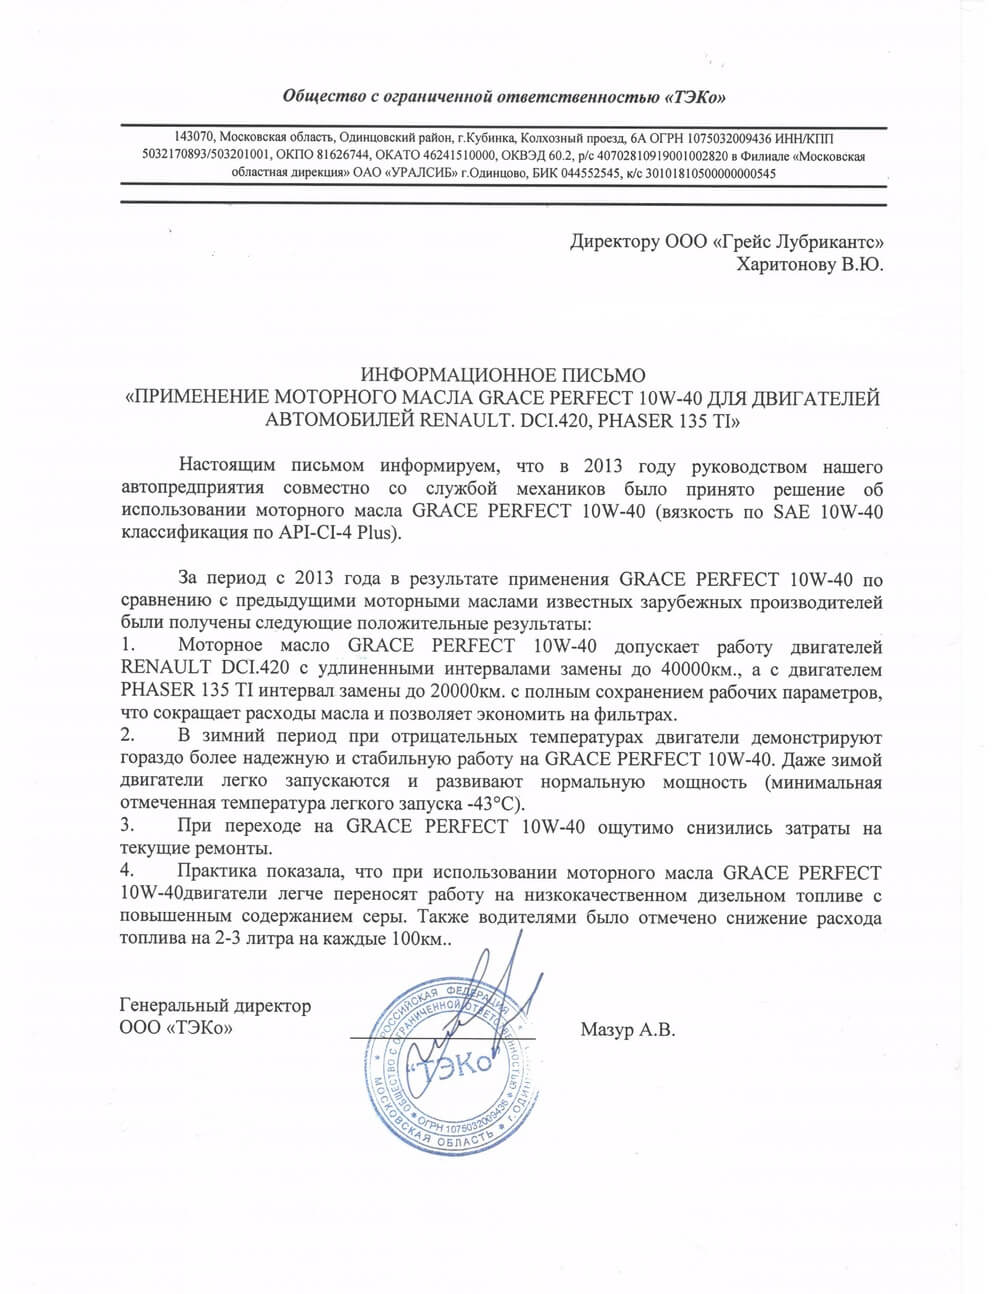 Общество с ограниченной ответственностью «ТЭКо»
143070, Московская область, Одинцовский район, г.Кубинка, Колхозный проезд, 6А ОГРН 1075032009436 ИНН/КПП
5032170893/503201001, ОКПО 81626744, ОКАТО 46241510000, ОКВЭД 60.2, р/с 40702810919001002820 в Филиале «Московская
областная дирекция» ОАО «УРАЛСИБ» г.Одинцово, БИК 044552545, к/с 30101810500000000545
Директору ООО «Грейс Лубрикантс»
Харитонову В.Ю.
ИНФОРМАЦИОННОЕ ПИСЬМО
«ПРИМЕНЕНИЕ МОТОРНОГО МАСЛА GRACE PERFECT 10W-40 ДЛЯ ДВИГАТЕЛЕЙ
АВТОМОБИЛЕЙ RENAULT. DCI.420, PHASER 135 TI»
Настоящим письмом информируем, что в 2013 году руководством нашего
автопредприятия совместно со службой механиков было принято решение об
использовании моторного масла GRACE PERFECT 10W-40 (вязкость по SAE 10W-40
классификация по API-CI-4 Plus).
За период с 2013 года в результате применения GRACE PERFECT 10W-40 по
сравнению с предыдущими моторными маслами известных зарубежных производителей
были получены следующие положительные результаты:
1. Моторное масло GRACE PERFECT 10W-40 допускает работу двигателей
RENAULT DCI.420 с удлиненными интервалами замены до 40000км., а с двигателем
PHASER 135 TI интервал замены до 20000км. с полным сохранением рабочих параметров,
что сокращает расходы масла и позволяет экономить на фильтрах.
2. В зимний период при отрицательных температурах двигатели демонстрируют
гораздо более надежную и стабильную работу на GRACE PERFECT 10W-40. Даже зимой
двигатели легко запускаются и развивают нормальную мощность (минимальная
отмеченная температура легкого запуска -43°С).
3. При переходе на GRACE PERFECT 10W-40 ощутимо снизились затраты на
текущие ремонты.
4. Практика показала, что при использовании моторного масла GRACE PERFECT
10W-40двигатели легче переносят работу на низкокачественном дизельном топливе с
повышенным содержанием серы. Также водителями было отмечено снижение расхода
топлива на 2-3 литра на каждые 100км..
Генеральный директор
ООО «ТЭКо»
Мазур А.В.
РОССИЙСКАЯ ФЕДЕРАЦИЯ
МОСКОВСКАЯ ОБЛАСТЬ
ОБЩЕСТВО С ОГРАНИЧЕННОЙ ОТВЕТСТВЕННОСТЬЮ
ОГРН 1075032009436
"ТЭКо"